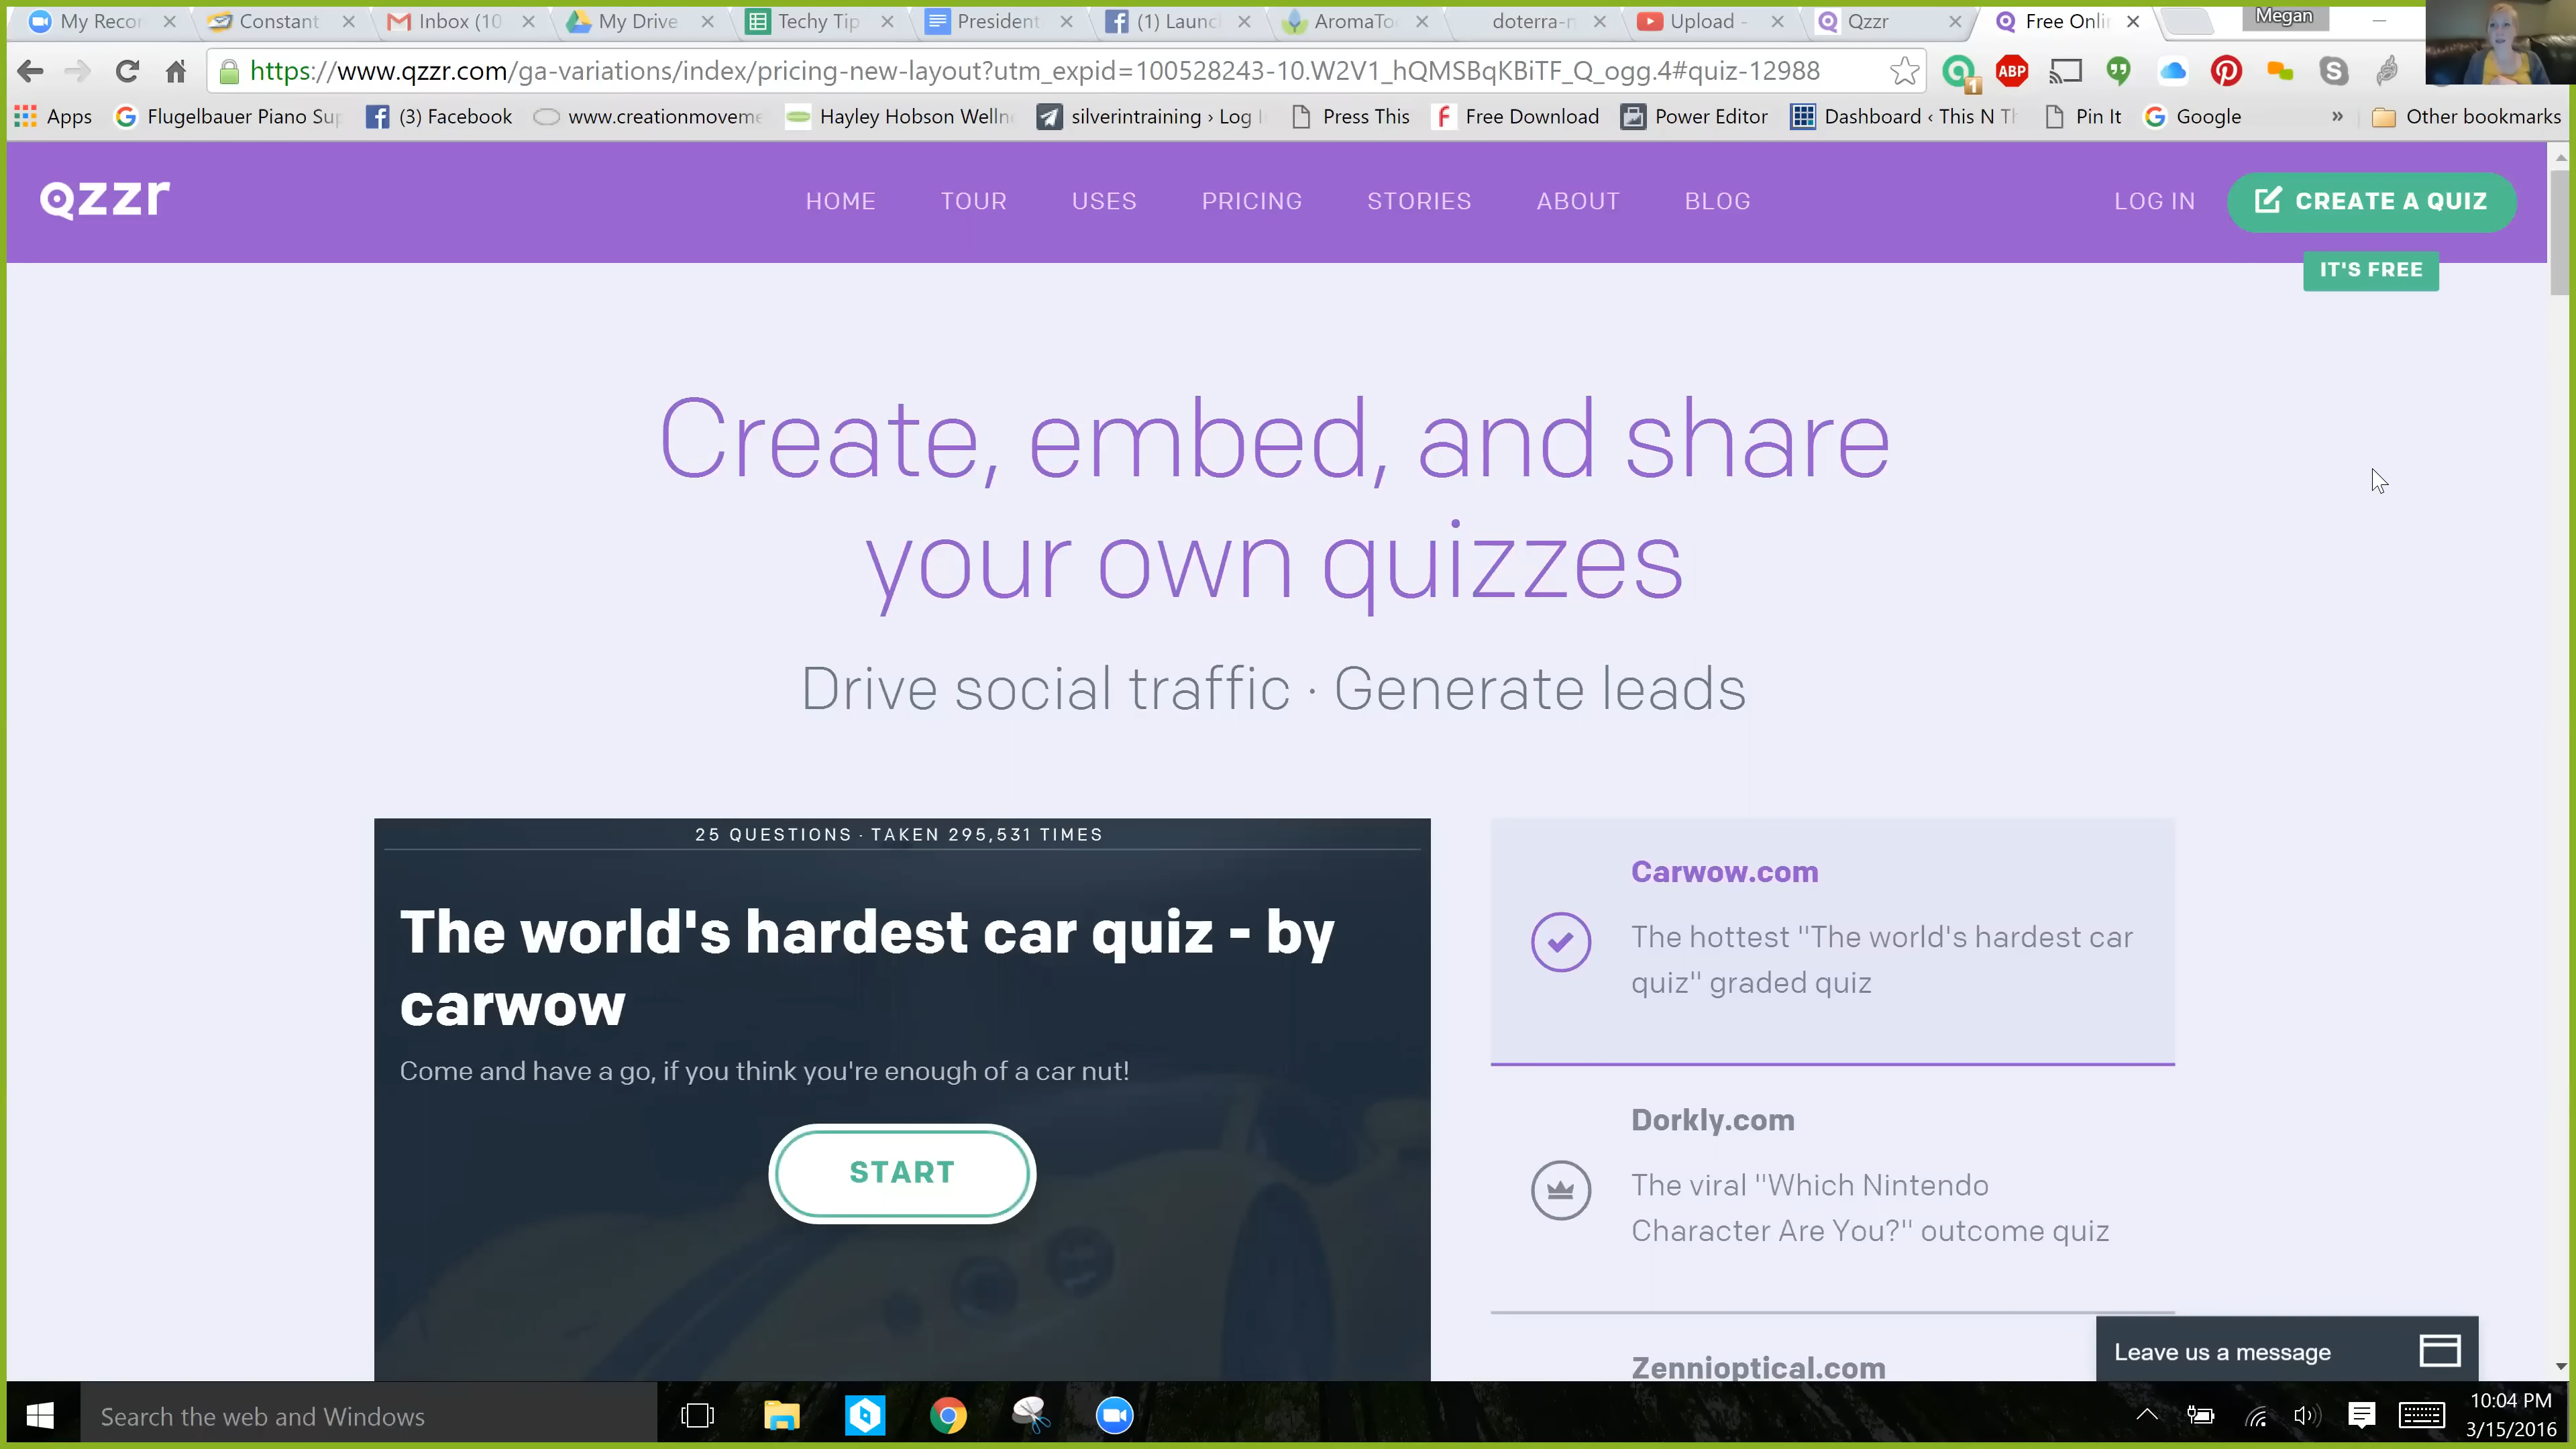 My Recor
Constant
Inbox (10
My Drive
Techy Tip
President
(1) Launc
AromaToo
doterra-m
Upload -
Qzzr
Free Onli
Megan
https://www.qzzr.com/ga-variations/index/pricing-new-layout?utm_expid=100528243-10.W2V1_hQMSBqKBiTF_Q_ogg.4#quiz-12988
1
ABP
Apps
Flugelbauer Piano Sup
(3) Facebook
www.creationmoveme
Hayley Hobson Welln
silverintraining › Log I
Press This
Free Download
Power Editor
Dashboard ‹ This N Th
Pin It
Google
»
Other bookmarks
Qzzr
HOME
TOUR
USES
PRICING
STORIES
ABOUT
BLOG
LOG IN
CREATE A QUIZ
IT'S FREE
Create, embed, and share
your own quizzes
Drive social traffic · Generate leads
25 QUESTIONS · TAKEN 295,531 TIMES
The world's hardest car quiz - by
carwow
Come and have a go, if you think you're enough of a car nut!
START
Carwow.com
The hottest "The world's hardest car
quiz" graded quiz
Dorkly.com
The viral "Which Nintendo
Character Are You?" outcome quiz
Zennioptical.com
Leave us a message
Search the web and Windows
10:04 PM
3/15/2016